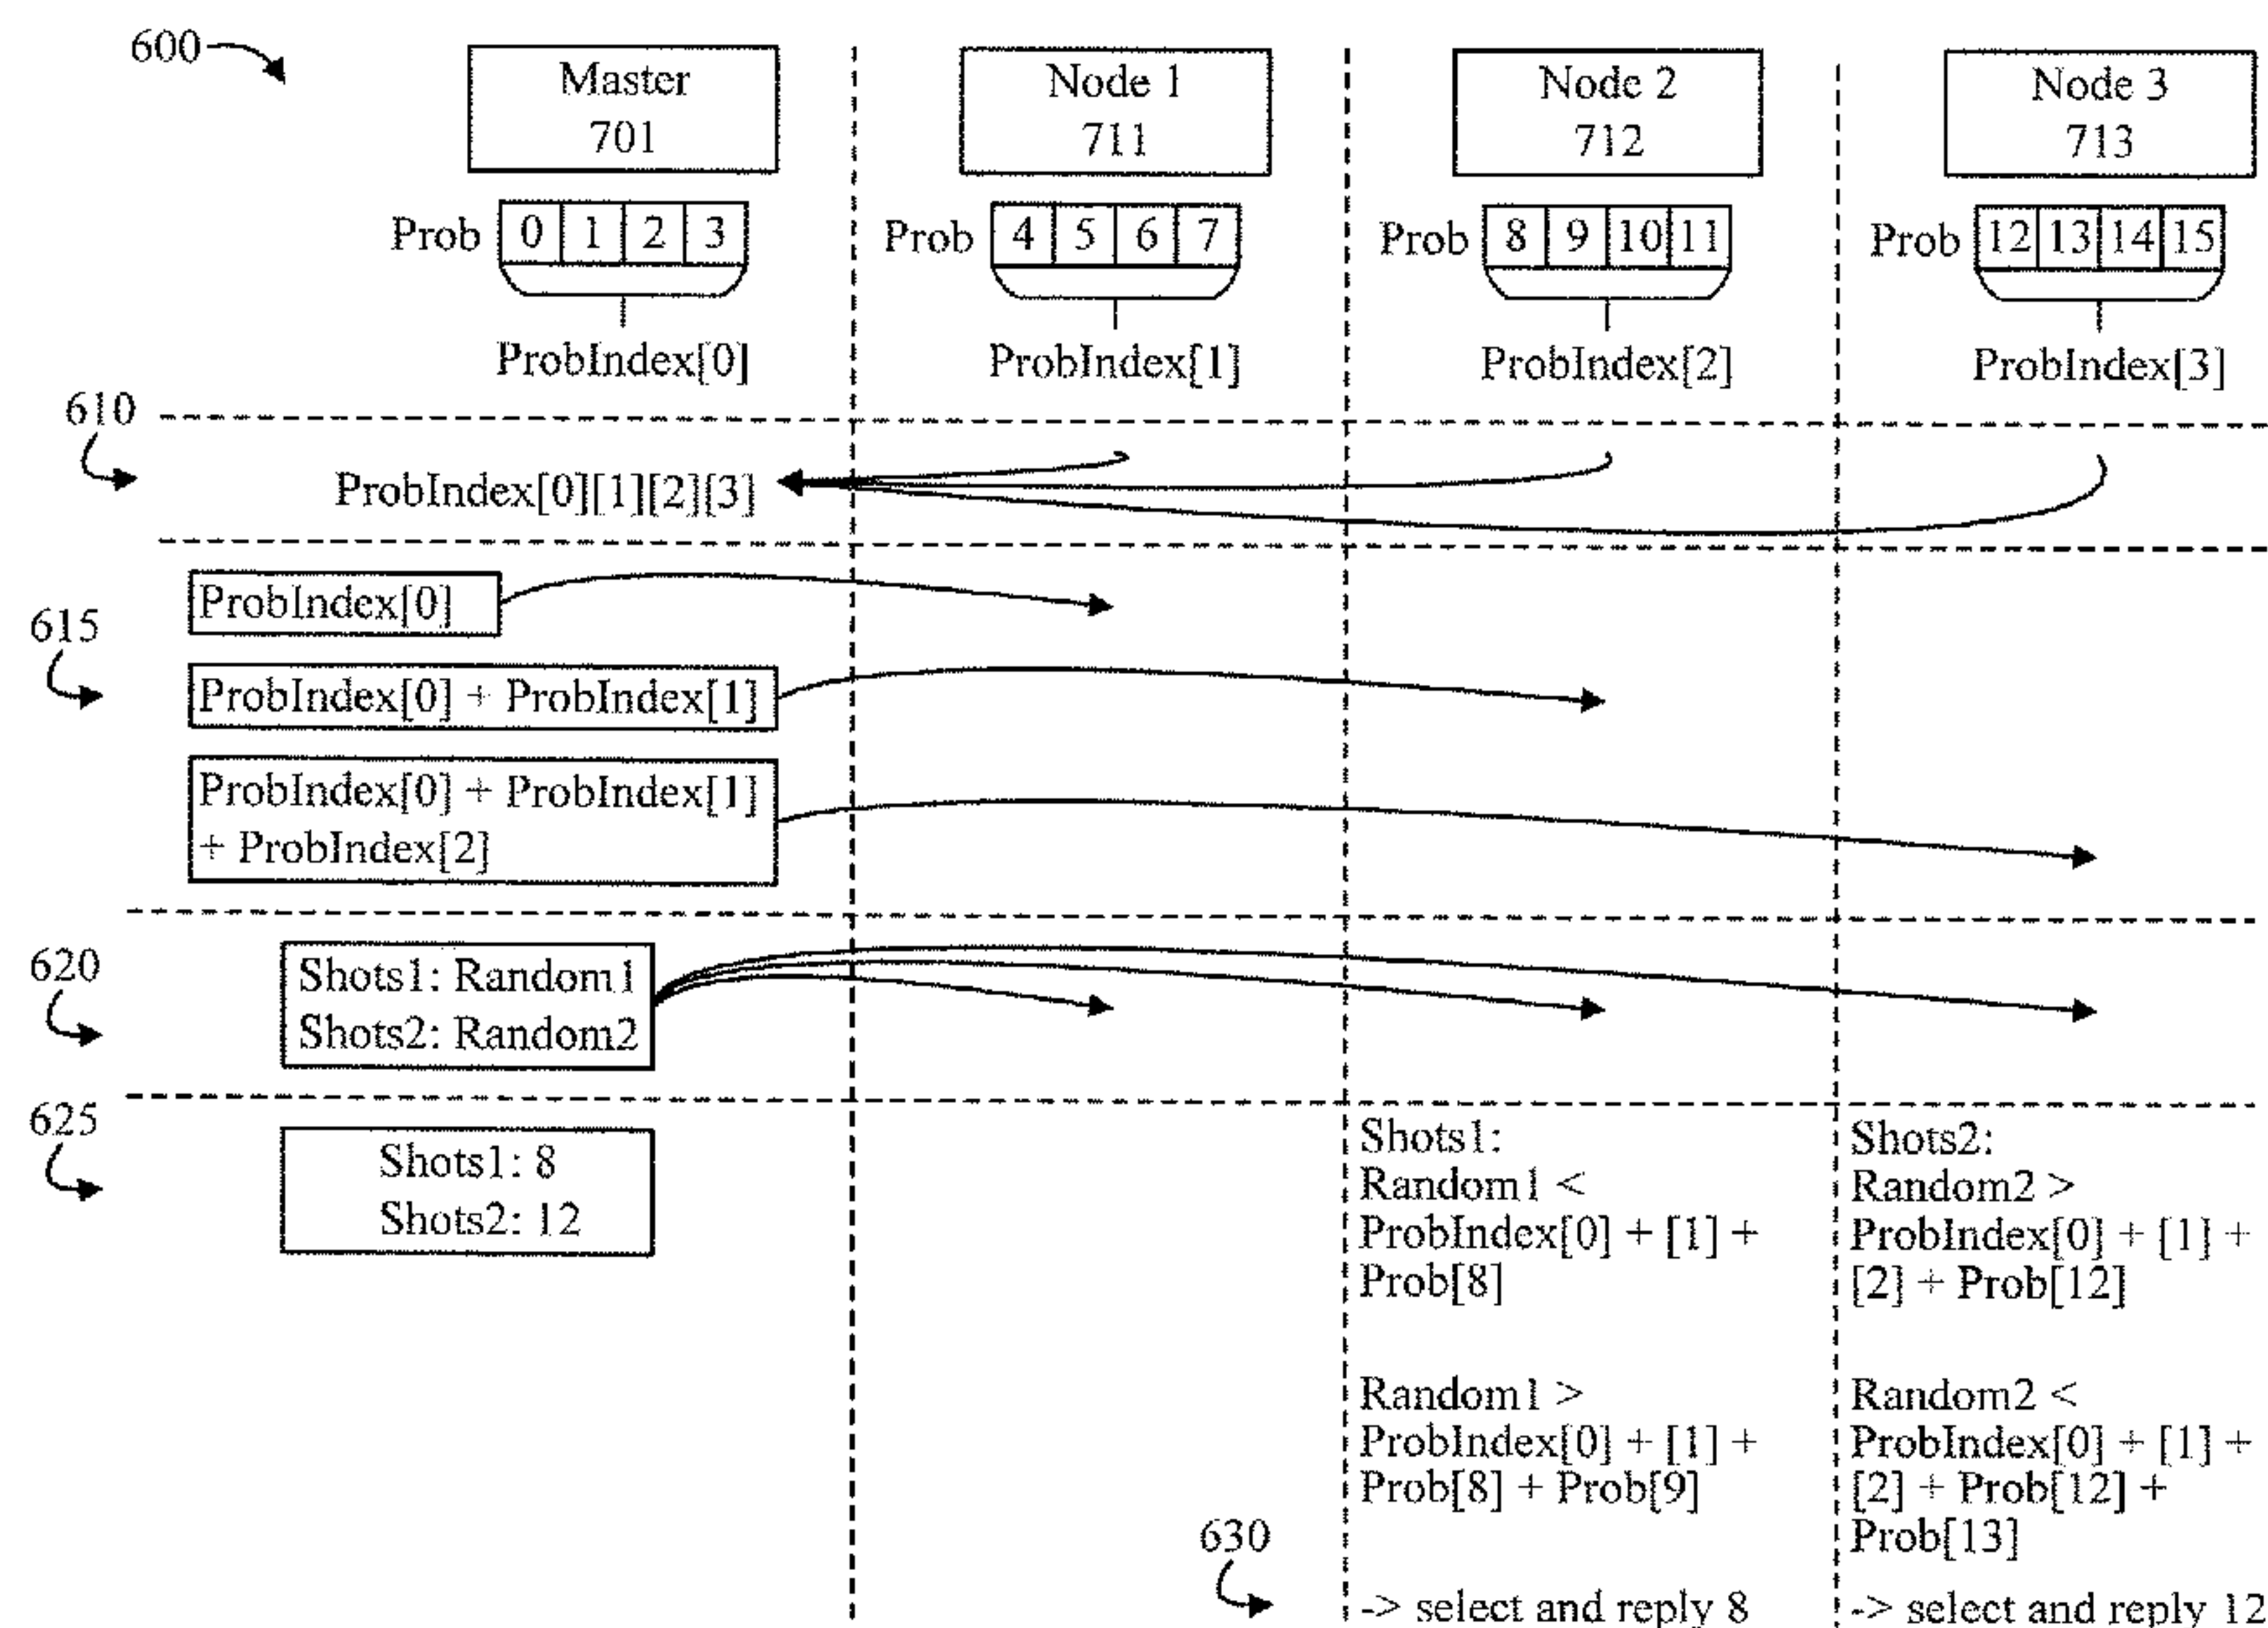 600
Master
701
Node 1
711
Node 2
712
Node 3
713
Prob 0 1 2 3
Prob 4 5 6 7
Prob 8 9 10 11
Prob 12 13 14 15
ProbIndex[0]
ProbIndex[1]
ProbIndex[2]
ProbIndex[3]
610
ProbIndex[0][1][2][3]
615
ProbIndex[0]
ProbIndex[0] + ProbIndex[1]
ProbIndex[0] + ProbIndex[1]
+ ProbIndex[2]
620
Shots1: Random1
Shots2: Random2
625
Shots1: 8
Shots2: 12
Shots1:
Random1 <
ProbIndex[0] + [1] +
Prob[8]
Random1 >
ProbIndex[0] + [1] +
Prob[8] + Prob[9]
630
-> select and reply 8
Shots2:
Random2 >
ProbIndex[0] + [1] +
[2] + Prob[12]
Random2 <
ProbIndex[0] + [1] +
[2] + Prob[12] +
Prob[13]
-> select and reply 12